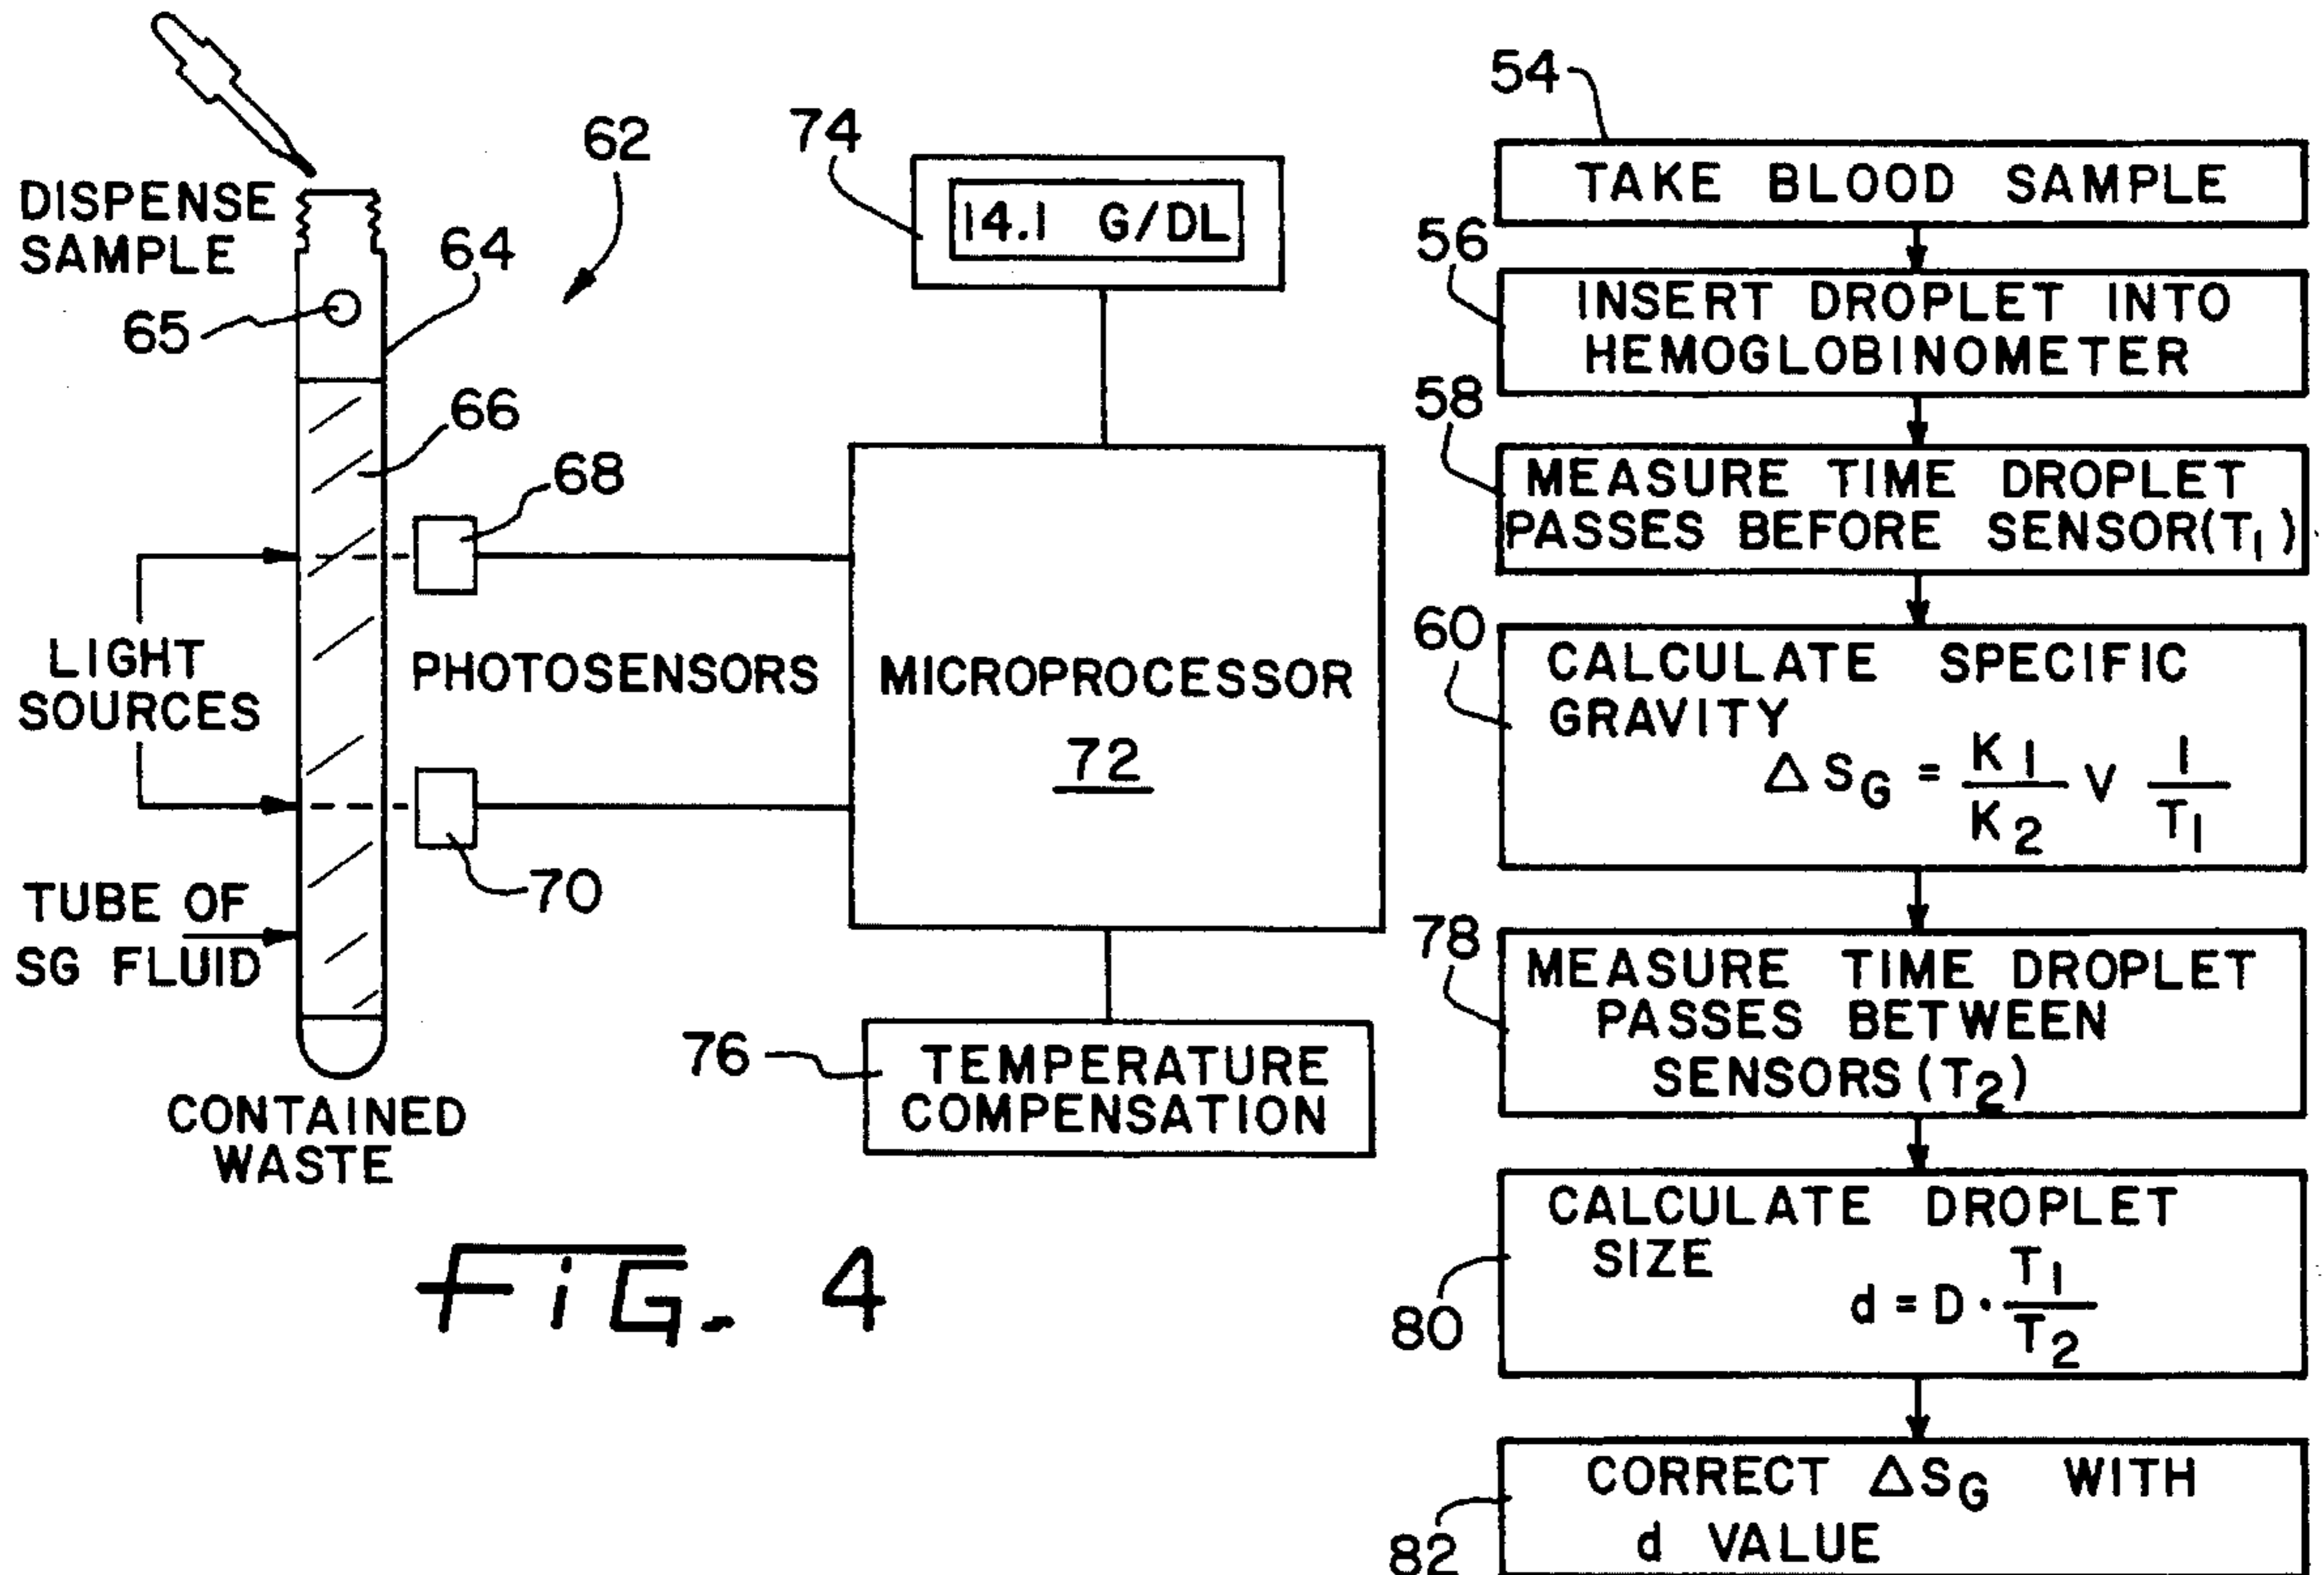 DISPENSE
SAMPLE
62
64
65
66
68
LIGHT
SOURCES
PHOTOSENSORS
70
TUBE OF
SG FLUID
CONTAINED
WASTE
74
14.1 G/DL
MICROPROCESSOR
72
76
TEMPERATURE
COMPENSATION
FIG. 4
54
TAKE BLOOD SAMPLE
56
INSERT DROPLET INTO
HEMOGLOBINOMETER
58
MEASURE TIME DROPLET
PASSES BEFORE SENSOR(T1)
60
CALCULATE SPECIFIC
GRAVITY
ΔSG = K1/K2 V 1/T1
78
MEASURE TIME DROPLET
PASSES BETWEEN
SENSORS (T2)
80
CALCULATE DROPLET
SIZE
d = D · T1/T2
82
CORRECT ΔSG WITH
d VALUE